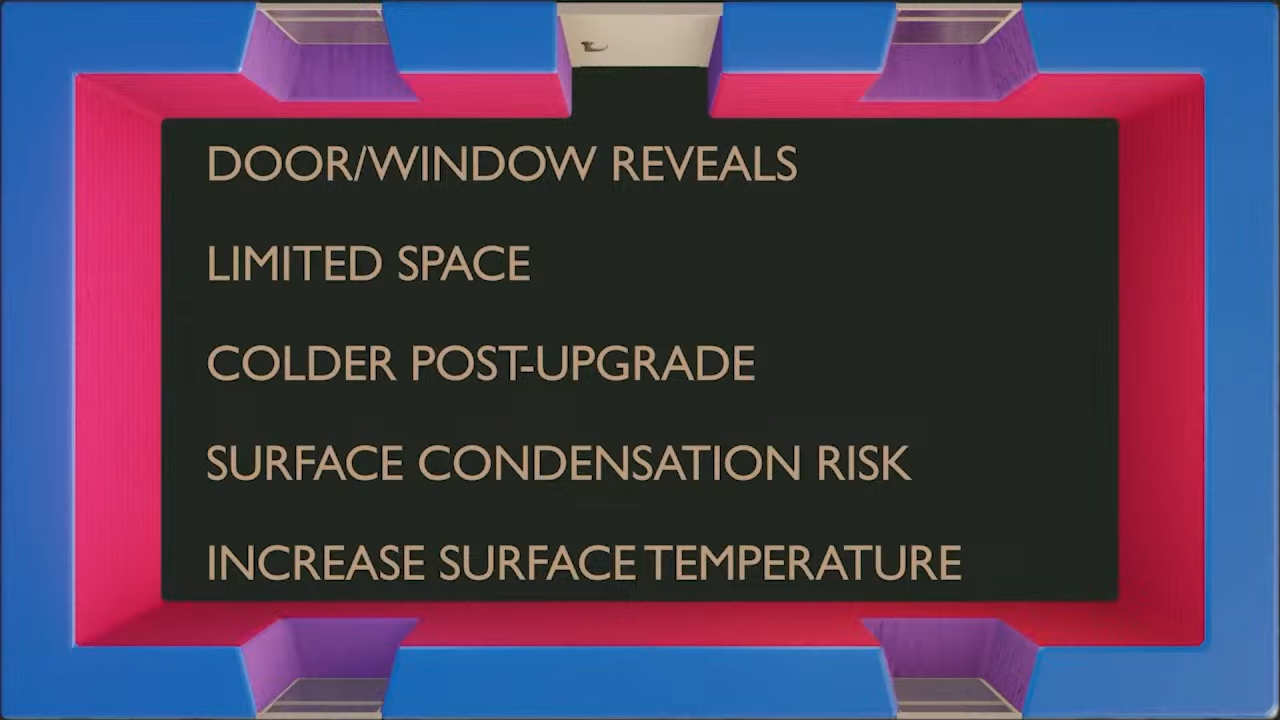 DOOR/WINDOW REVEALS
LIMITED SPACE
COLDER POST-UPGRADE
SURFACE CONDENSATION RISK
INCREASE SURFACE TEMPERATURE